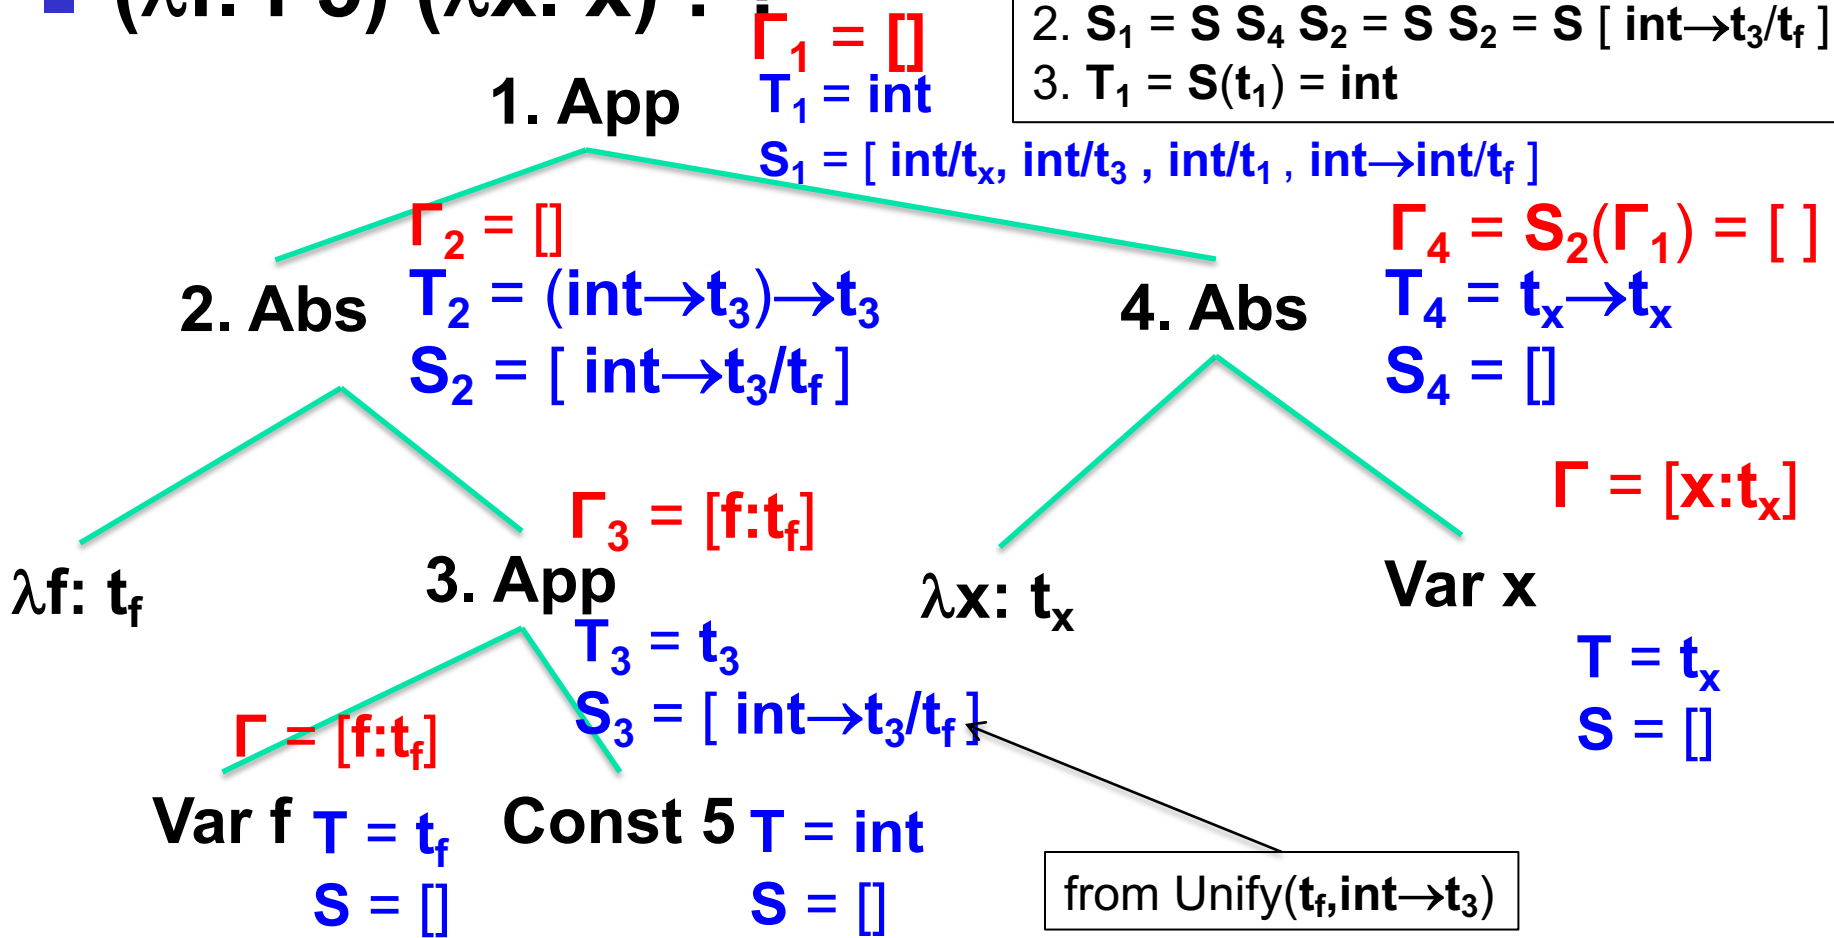 (λf. f 5) (λx. x) : ?
2. S₁ = S S₄ S₂ = S S₂ = S [ int→t₃/t_f ]
3. T₁ = S(t₁) = int
Γ₁ = []
1. App
T₁ = int
S₁ = [ int/tₓ, int/t₃ , int/t₁ , int→int/t_f ]
Γ₂ = []
2. Abs
T₂ = (int→t₃)→t₃
S₂ = [ int→t₃/t_f ]
Γ₄ = S₂(Γ₁) = [ ]
4. Abs
T₄ = tₓ→tₓ
S₄ = []
λf: t_f
Γ₃ = [f:t_f]
3. App
T₃ = t₃
S₃ = [ int→t₃/t_f ]
λx: tₓ
Γ = [x:tₓ]
Var x
T = tₓ
S = []
Γ = [f:t_f]
Var f
T = t_f
S = []
Const 5
T = int
S = []
from Unify(t_f,int→t₃)